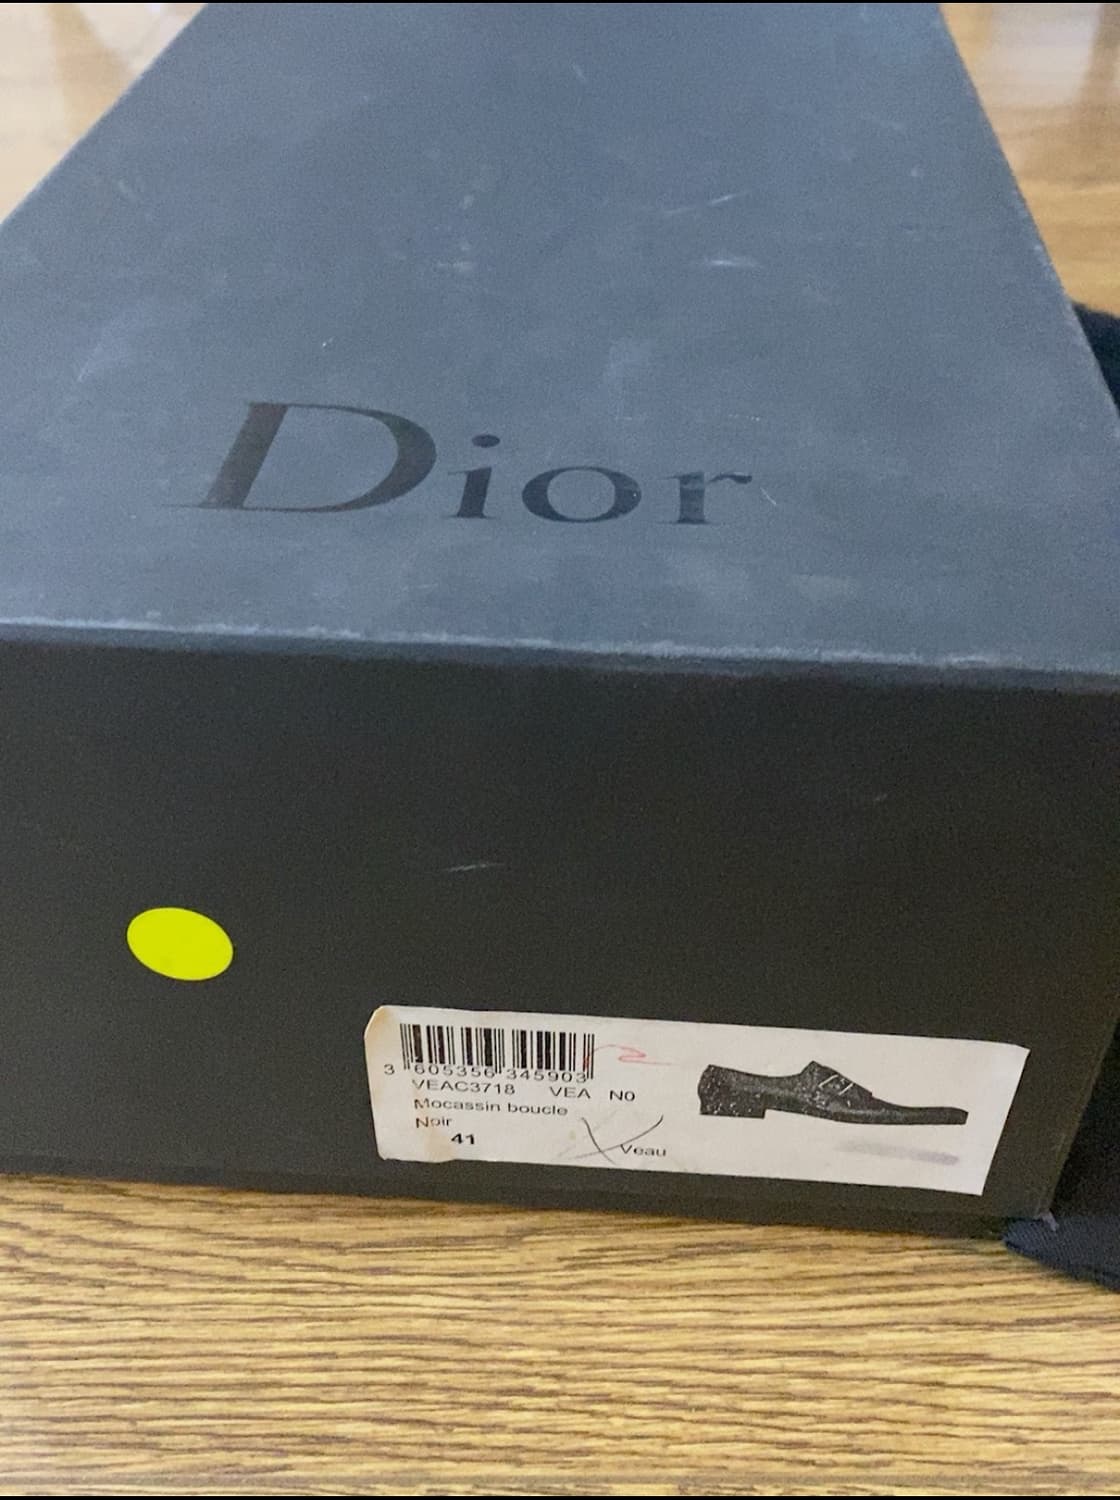 Dior
3 605356 345903
VEAC3718 VEA N0
Mocassin boucle
Noir
41
Veau